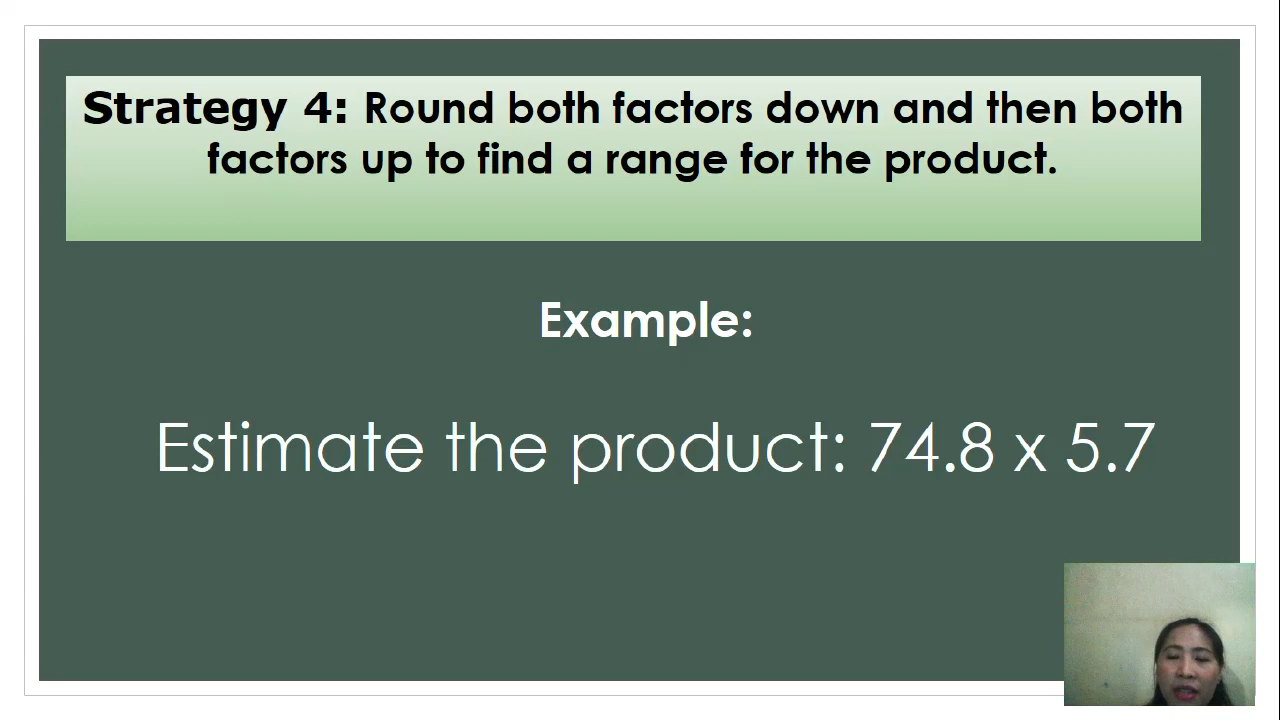 Strategy 4: Round both factors down and then both
factors up to find a range for the product.
Example:
Estimate the product: 74.8 x 5.7